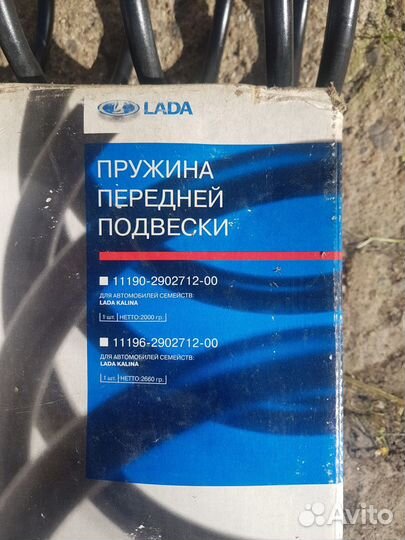 LADA
ПРУЖИНА
ПЕРЕДНЕЙ
ПОДВЕСКИ
11190-2902712-00
ДЛЯ АВТОМОБИЛЕЙ СЕМЕЙСТВ:
LADA KALINA
1 шт. НЕТТО:2000 гр.
11196-2902712-00
ДЛЯ АВТОМОБИЛЕЙ СЕМЕЙСТВ:
LADA KALINA
1 шт. НЕТТО:2660 гр.
Avito